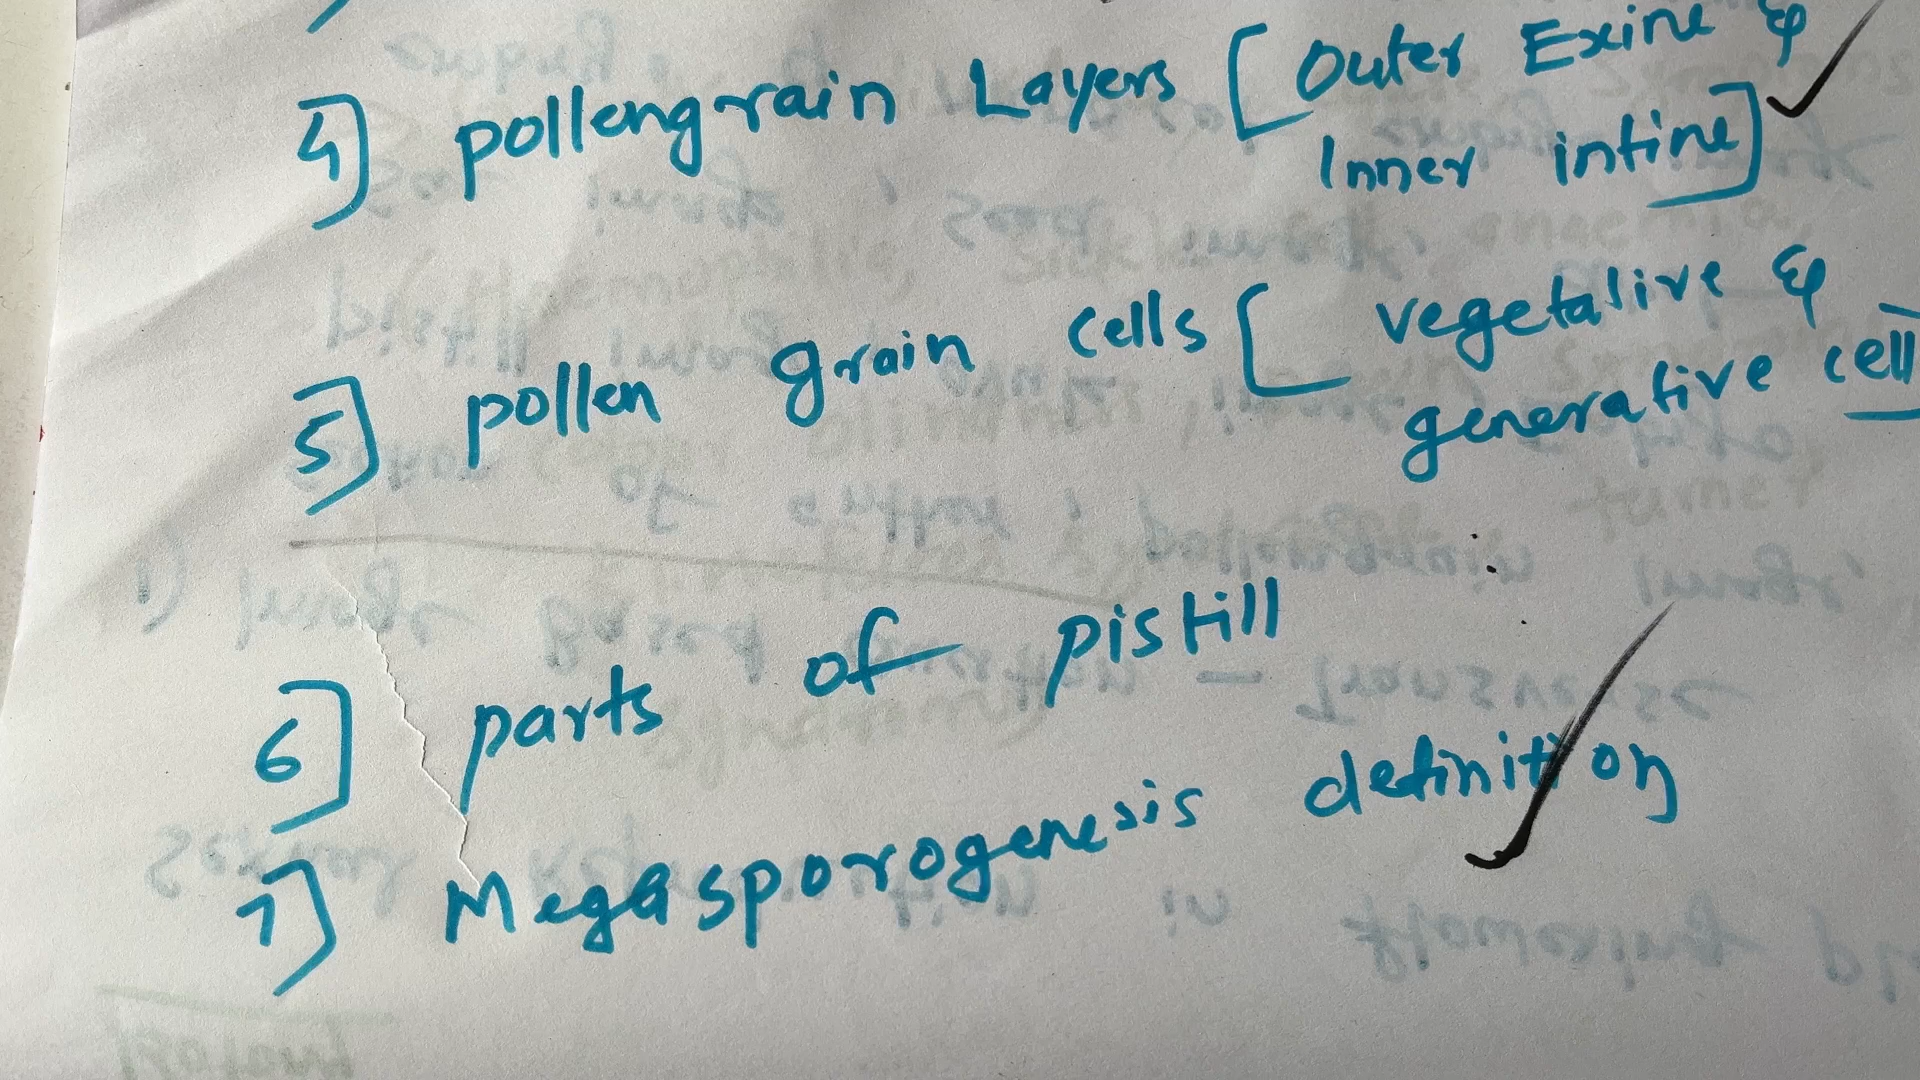 4] pollengrain Layers [Outer Exine &
Inner intine]
5] pollen grain cells [vegetative &
generative cell]
6] parts of pistill
7] Megasporogenesis definition